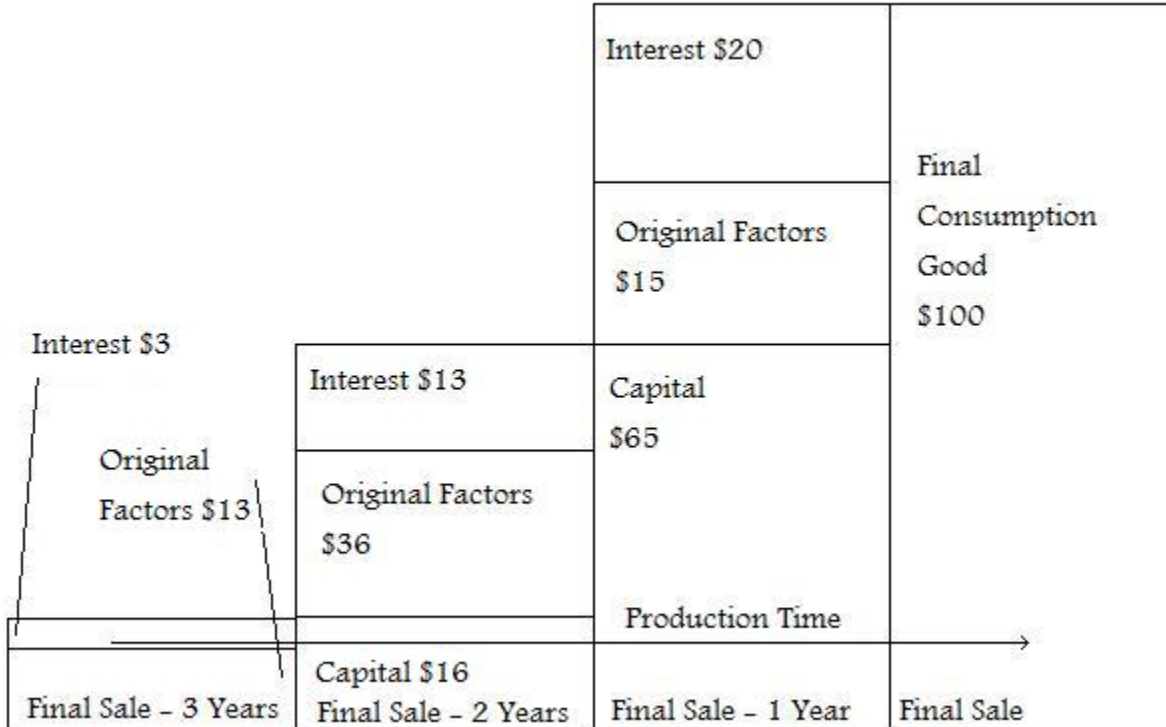 Interest $20
Final
Consumption
Good
$100
Original Factors
$15
Interest $3
Interest $13
Capital
$65
Original
Factors $13
Original Factors
$36
Production Time
Capital $16
Final Sale - 3 Years
Final Sale - 2 Years
Final Sale - 1 Year
Final Sale